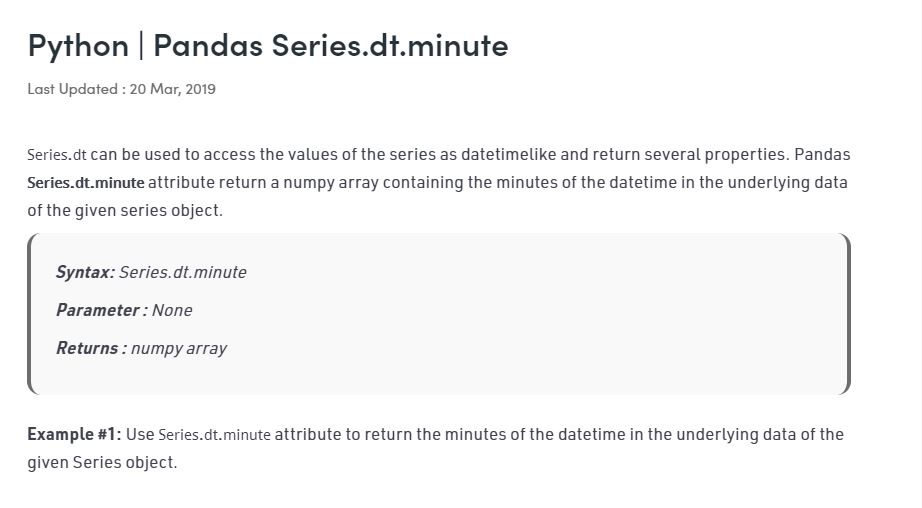 Python | Pandas Series.dt.minute
Last Updated : 20 Mar, 2019
Series.dt can be used to access the values of the series as datetimelike and return several properties. Pandas
Series.dt.minute attribute return a numpy array containing the minutes of the datetime in the underlying data
of the given series object.
Syntax: Series.dt.minute
Parameter : None
Returns : numpy array
Example #1: Use Series.dt.minute attribute to return the minutes of the datetime in the underlying data of the
given Series object.